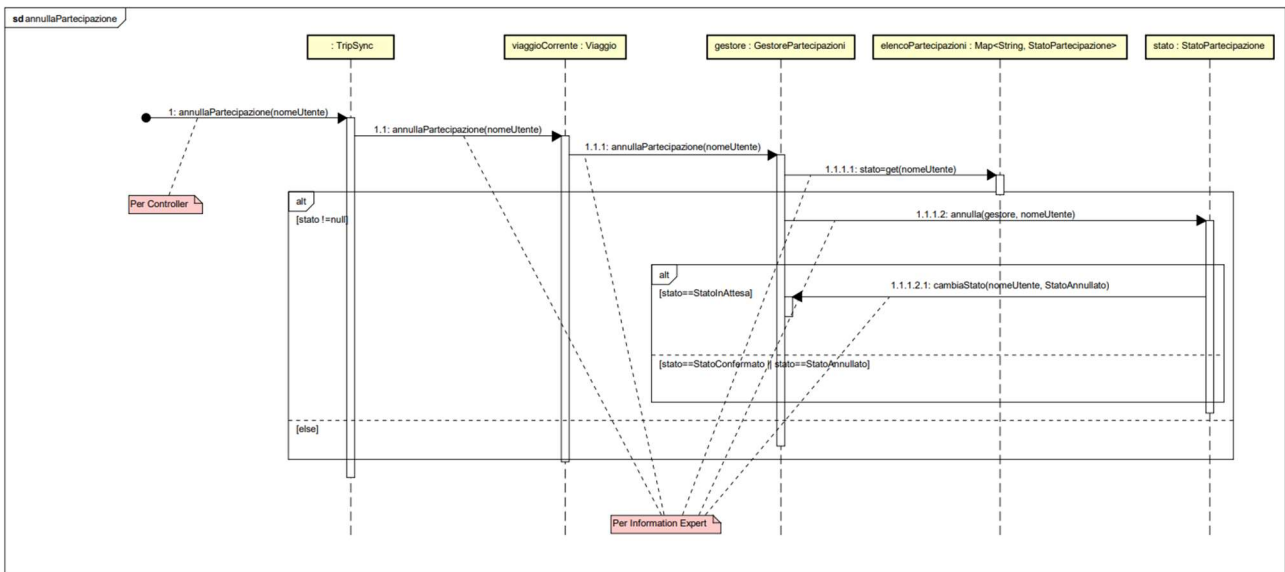 sd annullaPartecipazione
: TripSync
viaggioCorrente : Viaggio
gestore : GestorePartecipazioni
elencoPartecipazioni : Map<String, StatoPartecipazione>
stato : StatoPartecipazione
1: annullaPartecipazione(nomeUtente)
1.1: annullaPartecipazione(nomeUtente)
1.1.1: annullaPartecipazione(nomeUtente)
1.1.1.1: stato=get(nomeUtente)
Per Controller
alt
[stato !=null]
1.1.1.2: annulla(gestore, nomeUtente)
alt
[stato==StatoInAttesa]
1.1.1.2.1: cambiaStato(nomeUtente, StatoAnnullato)
[stato==StatoConfermato || stato==StatoAnnullato]
[else]
Per Information Expert